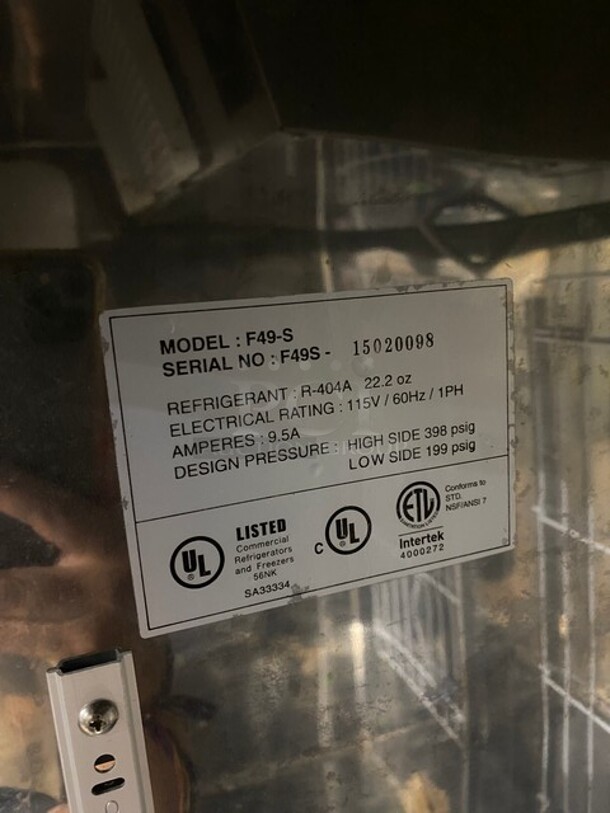 MODEL : F49-S
SERIAL NO : F49S - 15020098
REFRIGERANT : R-404A 22.2 oz
ELECTRICAL RATING : 115V / 60Hz / 1PH
AMPERES : 9.5A
DESIGN PRESSURE : HIGH SIDE 398 psig
LOW SIDE 199 psig
UL
®
LISTED
Commercial
Refrigerators
and Freezers
56NK
SA33334
C
UL
®
ETL
SANITATION LISTED
Intertek
4000272
Conforms to
STD.
NSF/ANSI 7